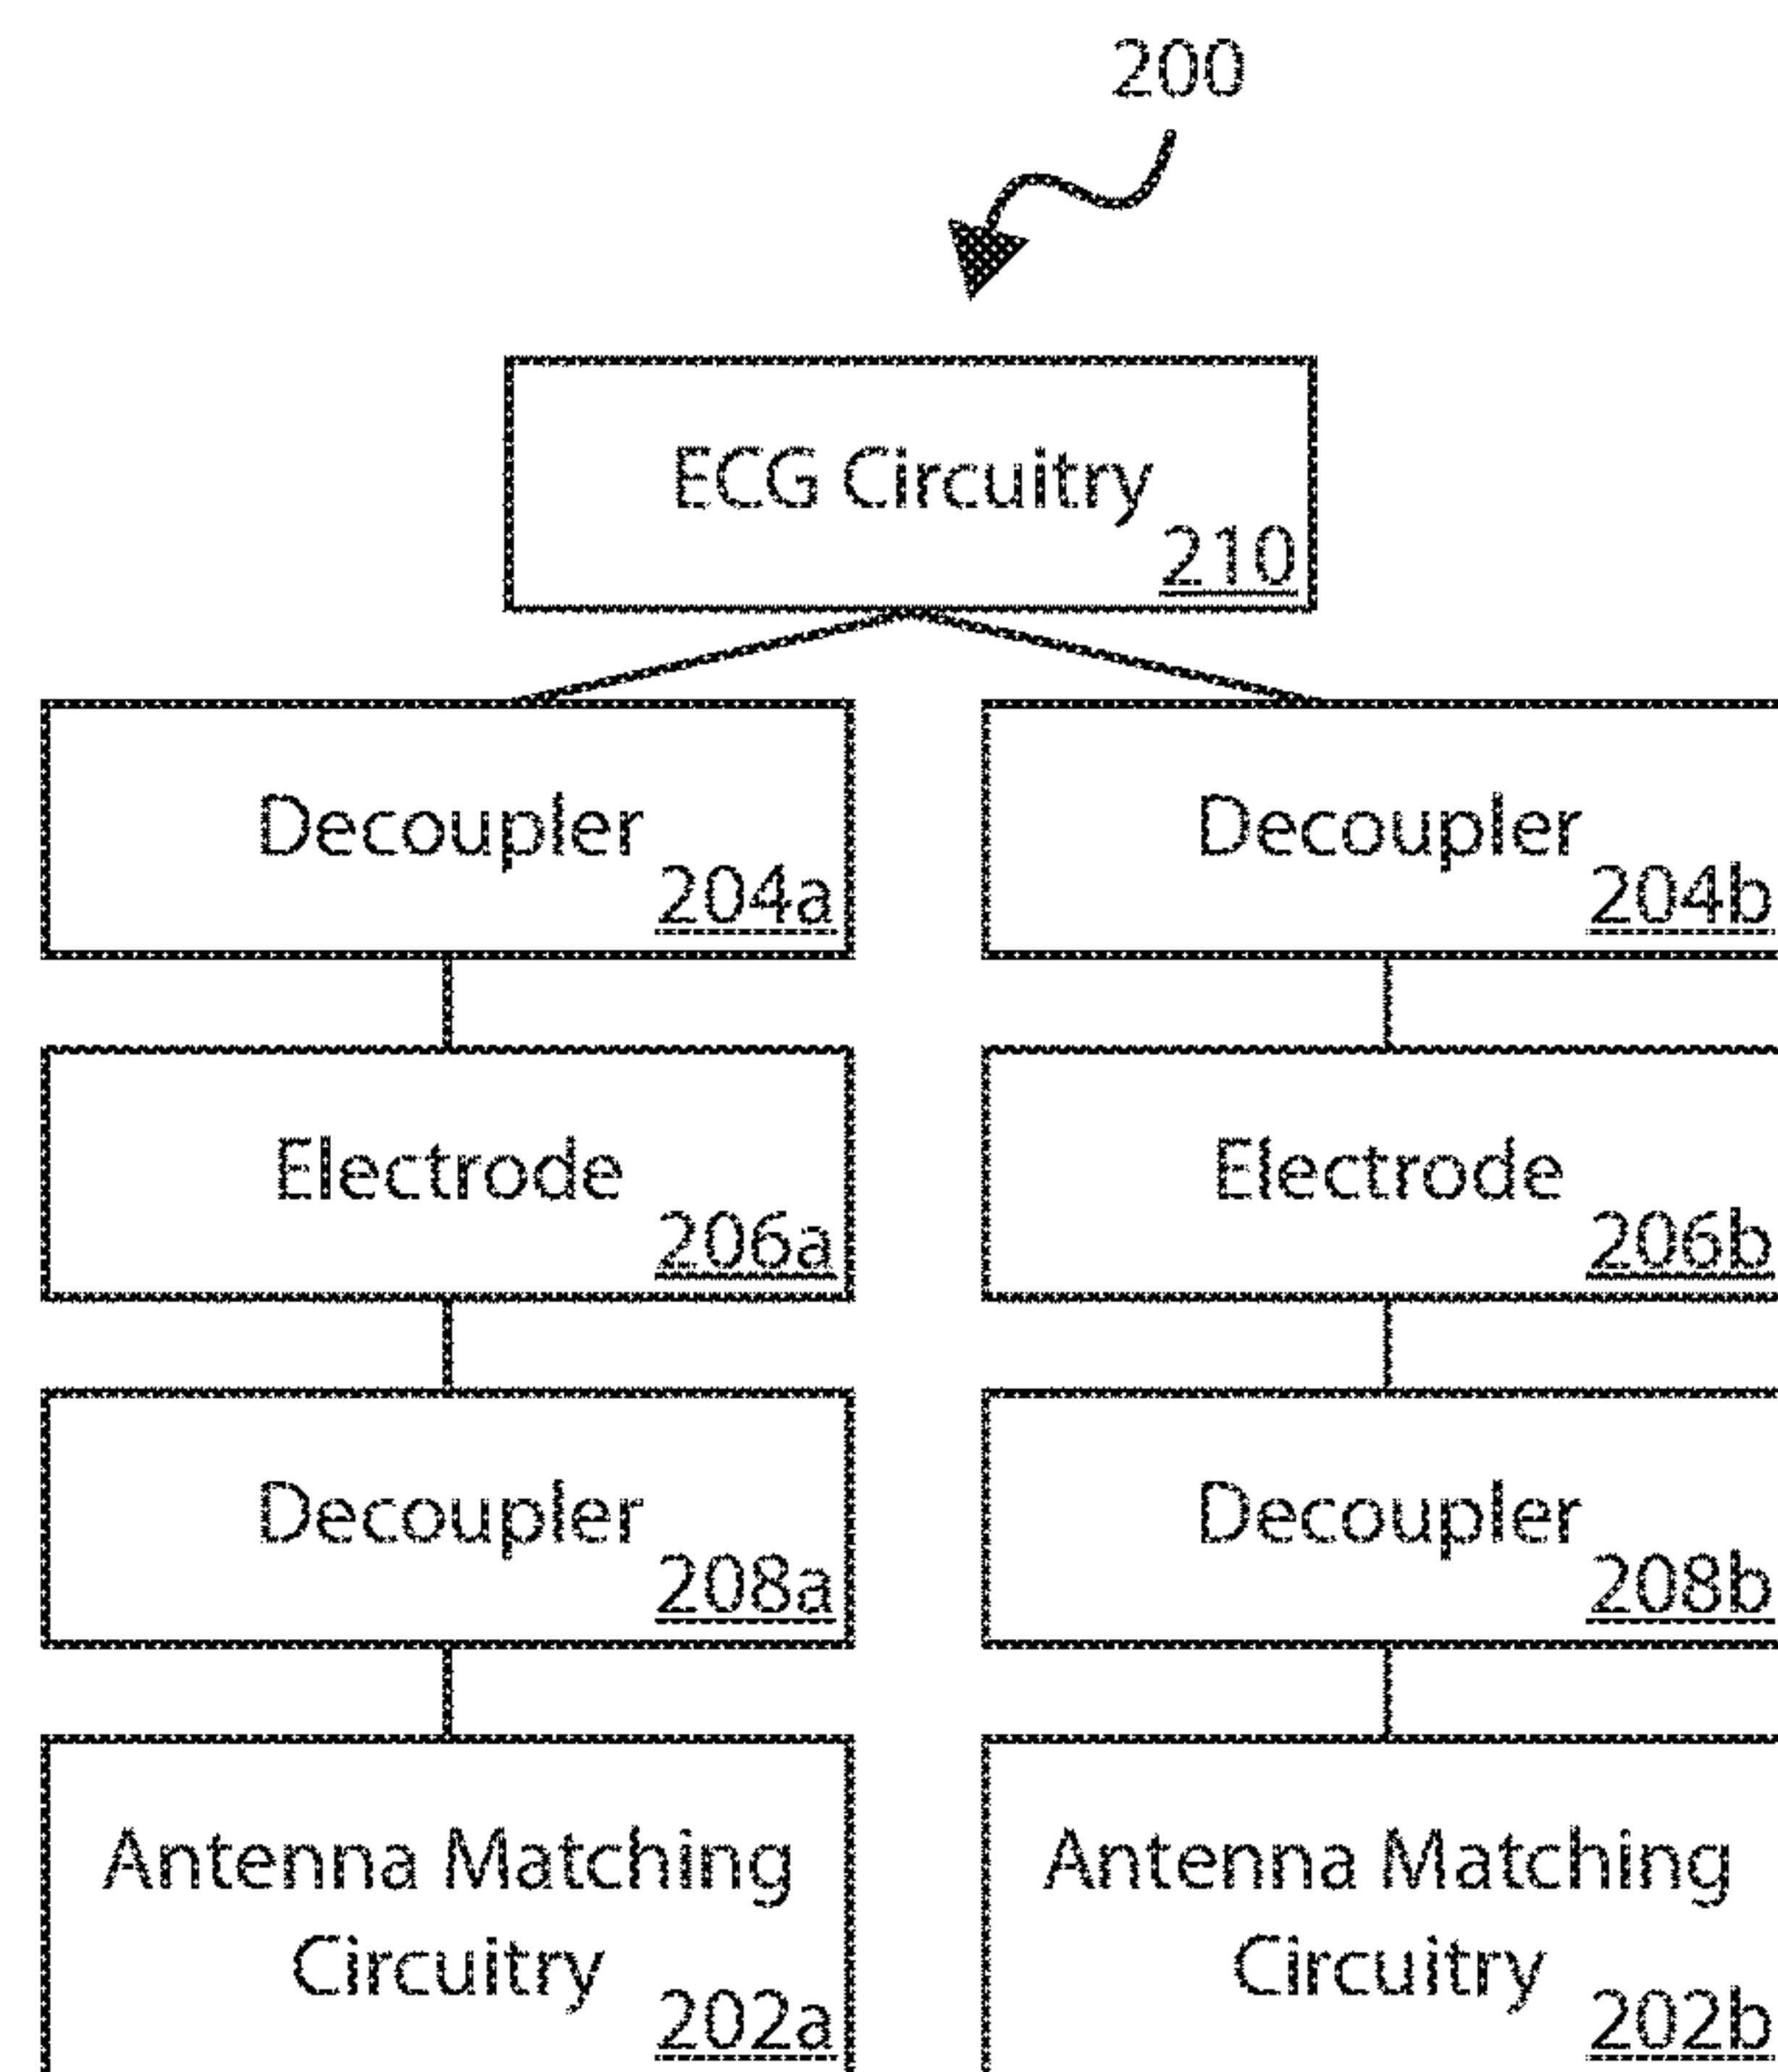 200
ECG Circuitry
210
Decoupler
204a
Decoupler
204b
Electrode
206a
Electrode
206b
Decoupler
208a
Decoupler
208b
Antenna Matching
Circuitry
202a
Antenna Matching
Circuitry
202b